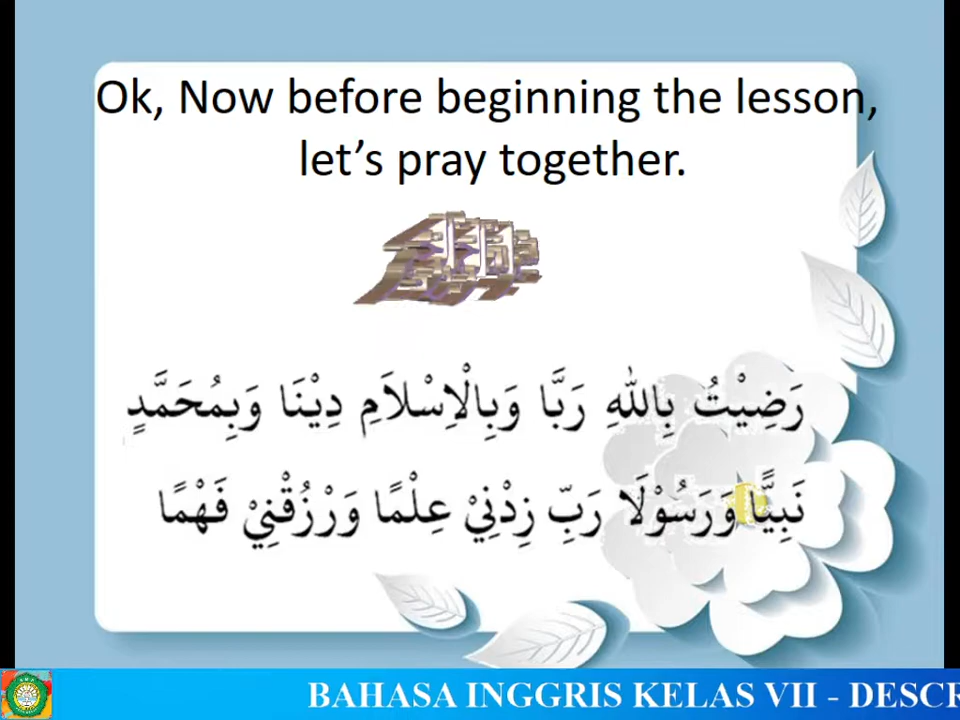 Ok, Now before beginning the lesson,
let's pray together.
رَضِيْتُ بِاللهِ رَبَّا وَبِالْاِسْلَامِ دِيْنَا وَبِمُحَمَّدٍ
نَبِيًّا وَرَسُوْلَا رَبِّ زِدْنِيْ عِلْمًا وَرْزُقْنِيْ فَهْمًا
BAHASA INGGRIS KELAS VII - DESCR